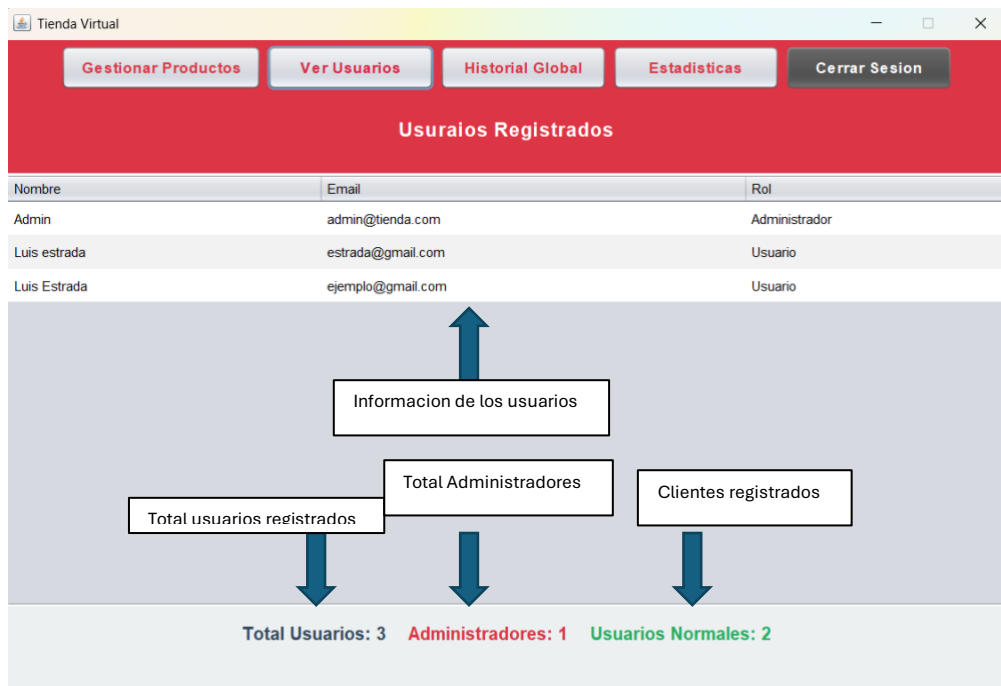 Tienda Virtual
Gestionar Productos Ver Usuarios Historial Global Estadisticas Cerrar Sesion
Usuraios Registrados
Nombre Email Rol
Admin admin@tienda.com Administrador
Luis estrada estrada@gmail.com Usuario
Luis Estrada ejemplo@gmail.com Usuario
Informacion de los usuarios
Total Administradores
Clientes registrados
Total usuarios registrados
Total Usuarios: 3 Administradores: 1 Usuarios Normales: 2